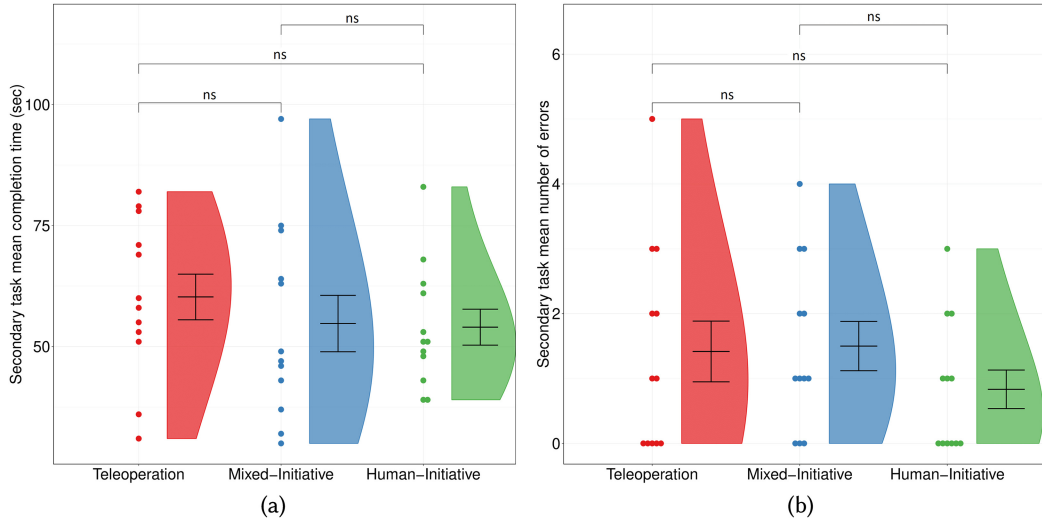 Secondary task mean completion time (sec)
100
75
50
ns
ns
ns
Teleoperation
Mixed−Initiative
Human−Initiative
(a)
Secondary task mean number of errors
6
4
2
0
ns
ns
ns
Teleoperation
Mixed−Initiative
Human−Initiative
(b)